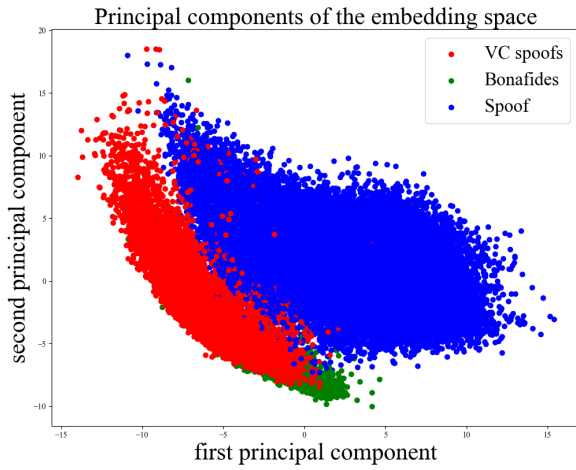 Principal components of the embedding space
VC spoofs
Bonafides
Spoof
second principal component
20
15
10
5
0
−5
−10
−15 −10 −5 0 5 10 15
first principal component